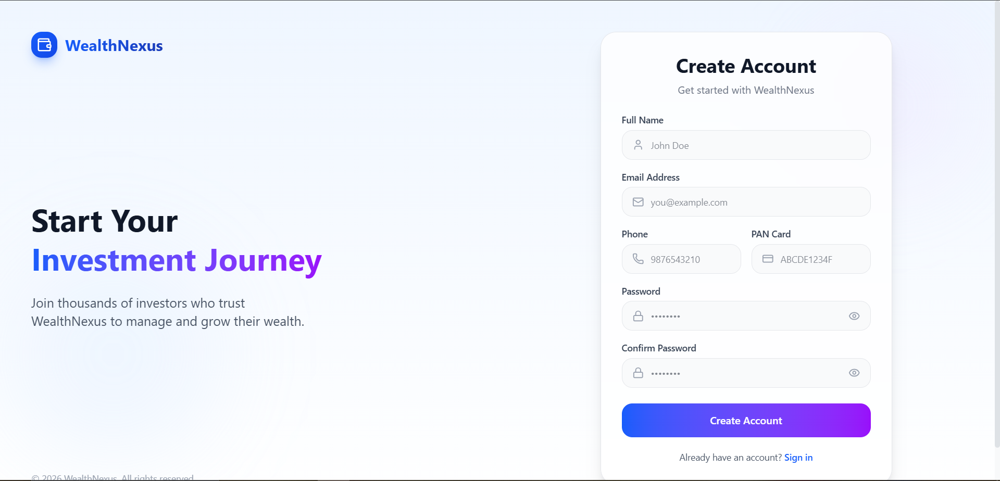 WealthNexus
Start Your
Investment Journey
Join thousands of investors who trust
WealthNexus to manage and grow their wealth.
© 2026 WealthNexus. All rights reserved.
Create Account
Get started with WealthNexus
Full Name
John Doe
Email Address
you@example.com
Phone
9876543210
PAN Card
ABCDE1234F
Password
••••••••
Confirm Password
••••••••
Create Account
Already have an account? Sign in